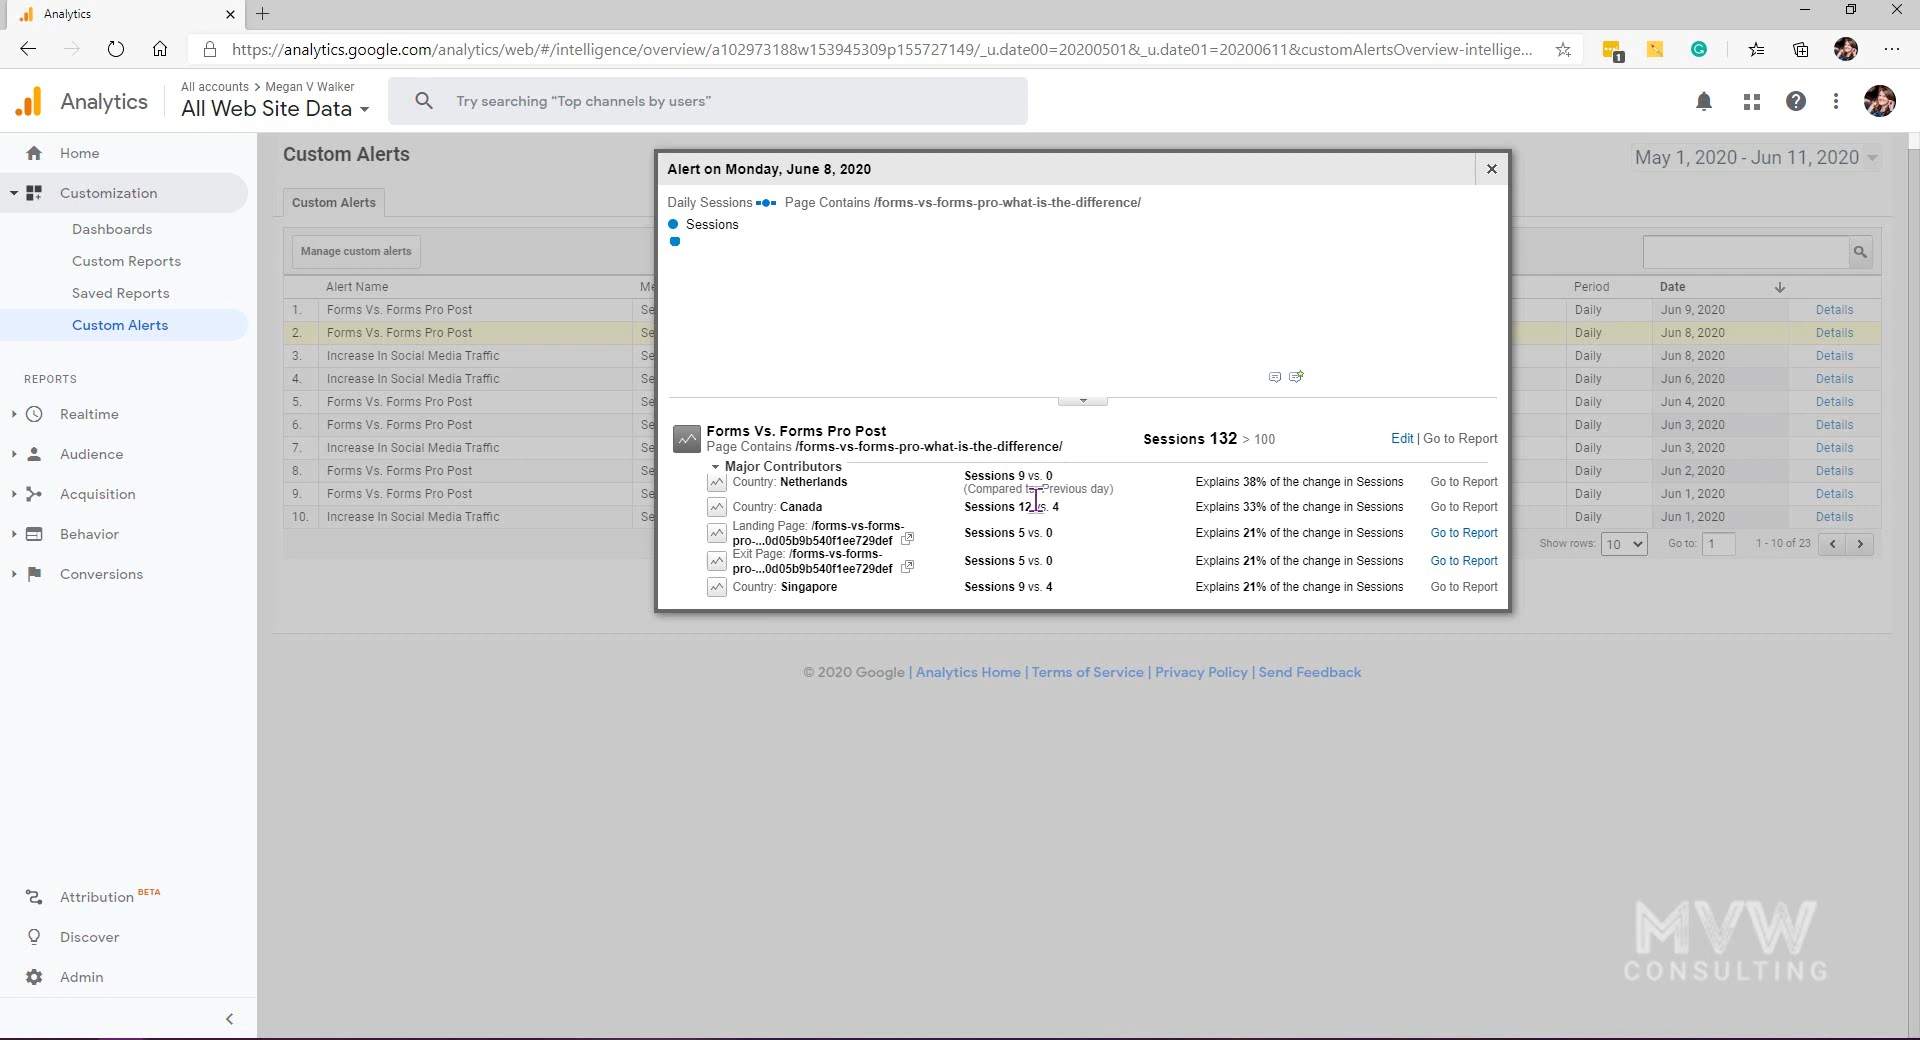 Analytics
https://analytics.google.com/analytics/web/#/intelligence/overview/a102973188w153945309p155727149/_u.date00=20200501&_u.date01=20200611&customAlertsOverview-intellige...
1
Analytics
All accounts > Megan V Walker
All Web Site Data
Try searching “Top channels by users”
Home
Customization
Dashboards
Custom Reports
Saved Reports
Custom Alerts
REPORTS
Realtime
Audience
Acquisition
Behavior
Conversions
Attribution BETA
Discover
Admin
Custom Alerts
May 1, 2020 - Jun 11, 2020
Custom Alerts
Manage custom alerts
Alert Name Me Period Date
1. Forms Vs. Forms Pro Post Se Daily Jun 9, 2020 Details
2. Forms Vs. Forms Pro Post Se Daily Jun 8, 2020 Details
3. Increase In Social Media Traffic Se Daily Jun 8, 2020 Details
4. Increase In Social Media Traffic Se Daily Jun 6, 2020 Details
5. Forms Vs. Forms Pro Post Se Daily Jun 4, 2020 Details
6. Forms Vs. Forms Pro Post Se Daily Jun 3, 2020 Details
7. Increase In Social Media Traffic Se Daily Jun 3, 2020 Details
8. Forms Vs. Forms Pro Post Se Daily Jun 2, 2020 Details
9. Forms Vs. Forms Pro Post Se Daily Jun 1, 2020 Details
10. Increase In Social Media Traffic Se Daily Jun 1, 2020 Details
Show rows: 10 Go to: 1 1 - 10 of 23
Alert on Monday, June 8, 2020
Daily Sessions Page Contains /forms-vs-forms-pro-what-is-the-difference/
Sessions
Forms Vs. Forms Pro Post
Page Contains /forms-vs-forms-pro-what-is-the-difference/
Sessions 132 > 100
Edit | Go to Report
Major Contributors
Country: Netherlands Sessions 9 vs. 0 Explains 38% of the change in Sessions Go to Report
(Compared to Previous day)
Country: Canada Sessions 12 vs. 4 Explains 33% of the change in Sessions Go to Report
Landing Page: /forms-vs-forms-
pro-...0d05b9b540f1ee729def Sessions 5 vs. 0 Explains 21% of the change in Sessions Go to Report
Exit Page: /forms-vs-forms-
pro-...0d05b9b540f1ee729def Sessions 5 vs. 0 Explains 21% of the change in Sessions Go to Report
Country: Singapore Sessions 9 vs. 4 Explains 21% of the change in Sessions Go to Report
© 2020 Google | Analytics Home | Terms of Service | Privacy Policy | Send Feedback
MVW
CONSULTING